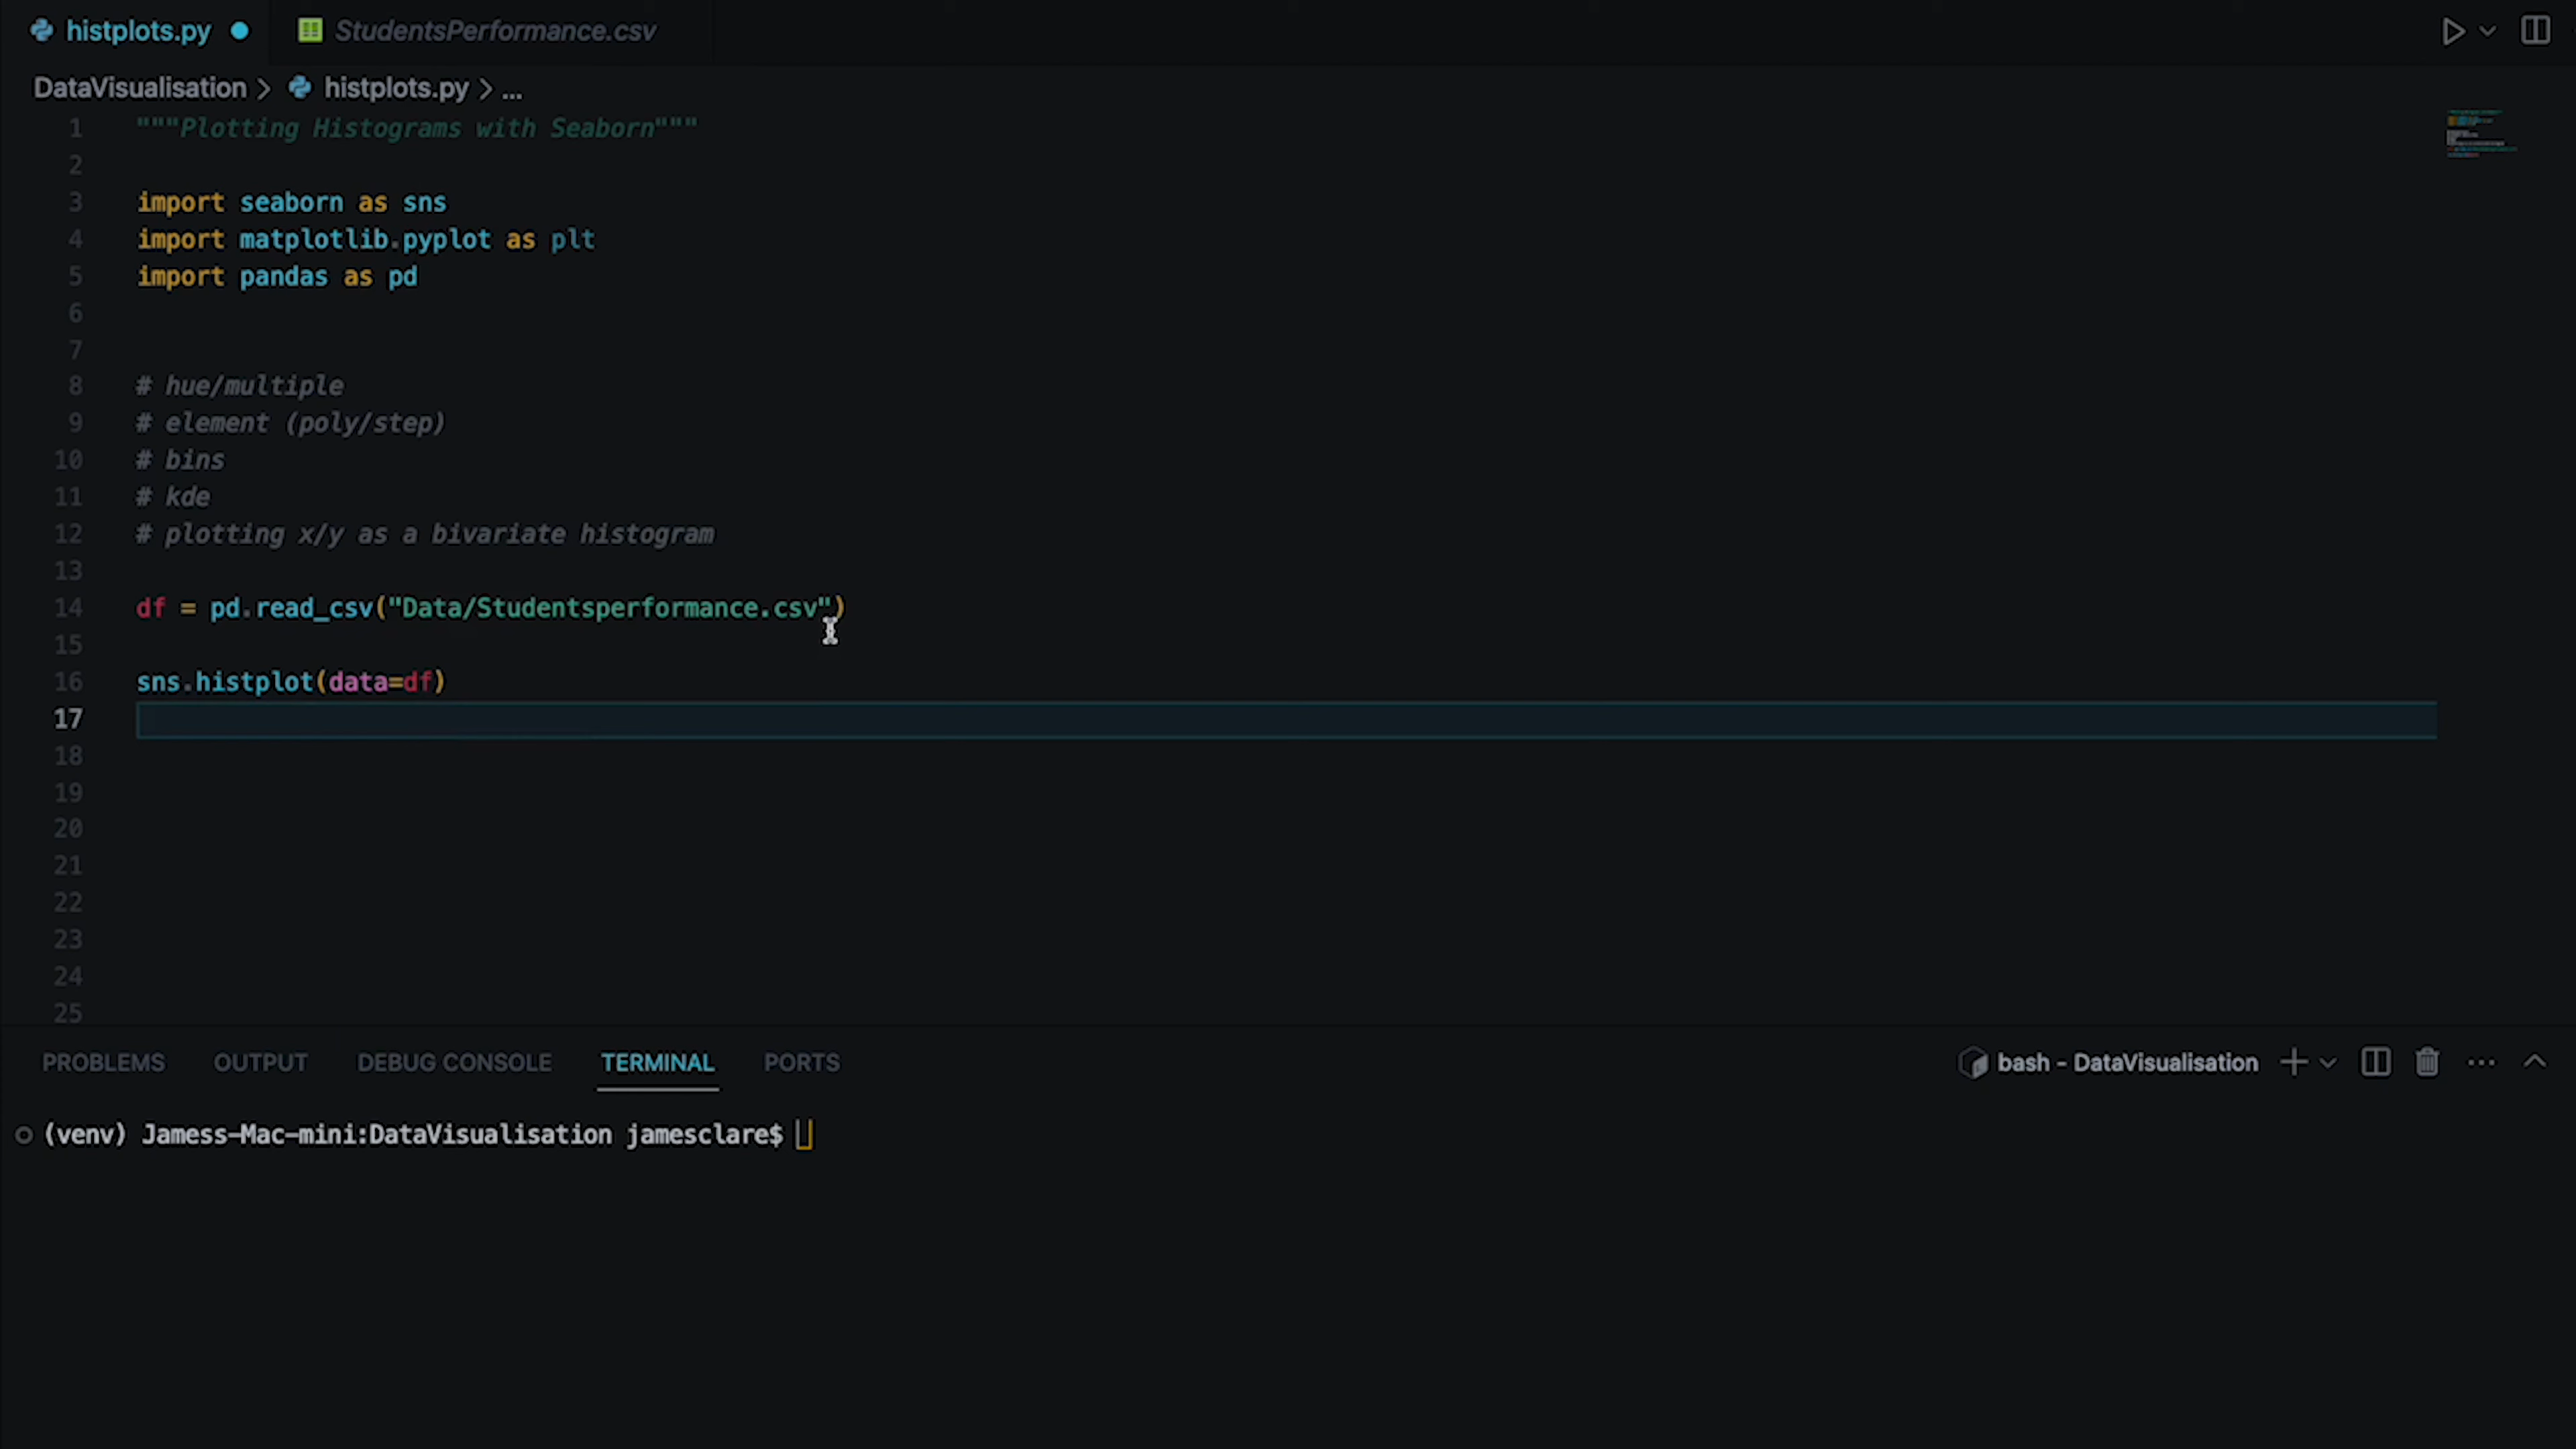 histplots.py StudentsPerformance.csv
DataVisualisation > histplots.py > ...
1 """Plotting Histograms with Seaborn"""
2
3 import seaborn as sns
4 import matplotlib.pyplot as plt
5 import pandas as pd
6
7
8 # hue/multiple
9 # element (poly/step)
10 # bins
11 # kde
12 # plotting x/y as a bivariate histogram
13
14 df = pd.read_csv("Data/Studentsperformance.csv")
15
16 sns.histplot(data=df)
17
18
19
20
21
22
23
24
25
PROBLEMS OUTPUT DEBUG CONSOLE TERMINAL PORTS bash - DataVisualisation
(venv) Jamess-Mac-mini:DataVisualisation jamesclare$